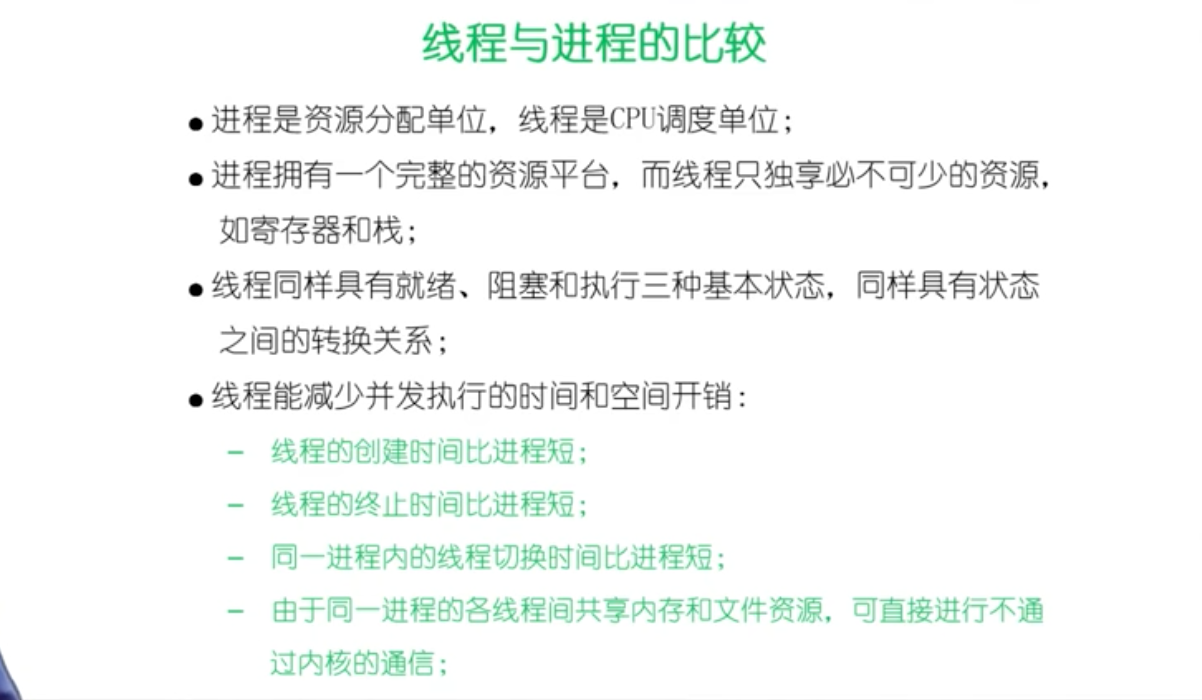 线程与进程的比较
● 进程是资源分配单位，线程是CPU调度单位；
● 进程拥有一个完整的资源平台，而线程只独享必不可少的资源，
如寄存器和栈；
● 线程同样具有就绪、阻塞和执行三种基本状态，同样具有状态
之间的转换关系；
● 线程能减少并发执行的时间和空间开销：
– 线程的创建时间比进程短；
– 线程的终止时间比进程短；
– 同一进程内的线程切换时间比进程短；
– 由于同一进程的各线程间共享内存和文件资源，可直接进行不通
过内核的通信；